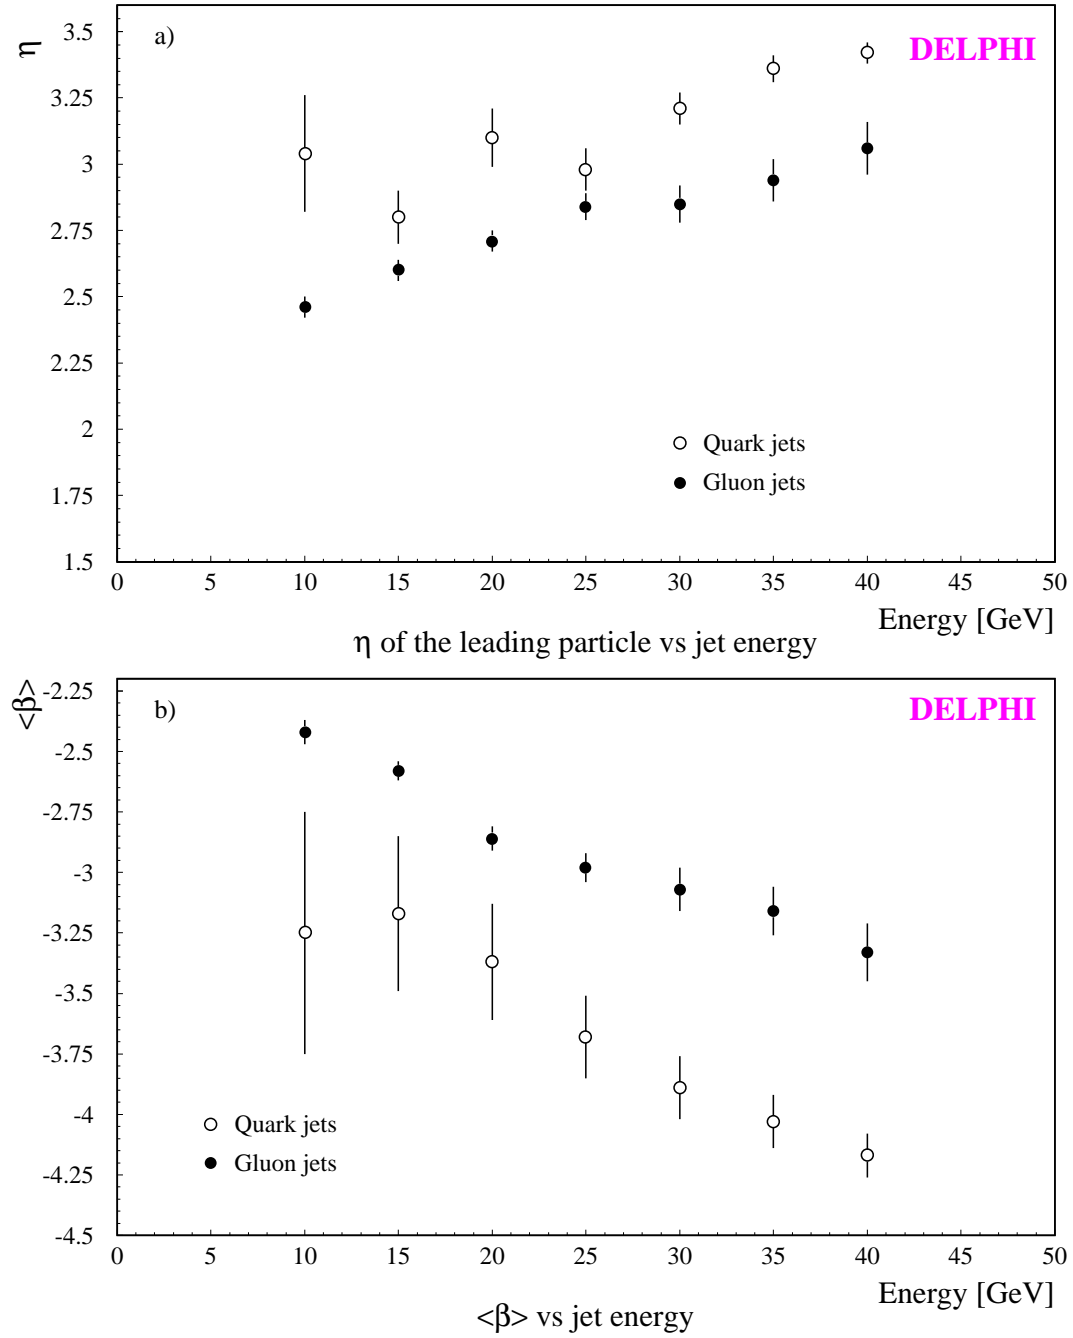 η
a)
DELPHI
3.5
3.25
3
2.75
2.5
2.25
2
1.75
1.5
Quark jets
Gluon jets
0 5 10 15 20 25 30 35 40 45 50
Energy [GeV]
η of the leading particle vs jet energy
<β>
b)
DELPHI
-2.25
-2.5
-2.75
-3
-3.25
-3.5
-3.75
-4
-4.25
-4.5
Quark jets
Gluon jets
0 5 10 15 20 25 30 35 40 45 50
Energy [GeV]
<β> vs jet energy